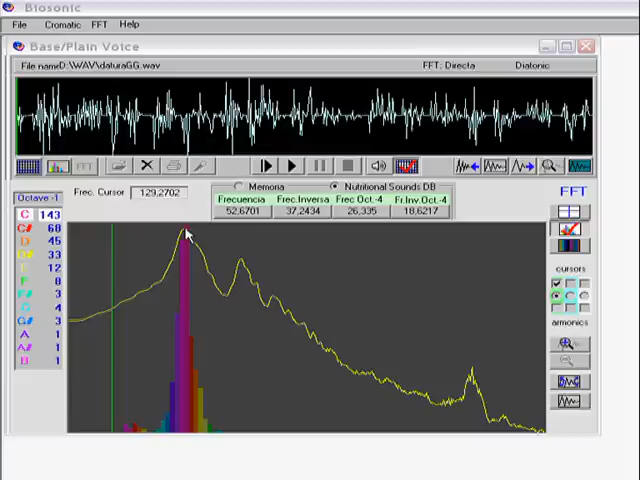 Biosonic
File Cromatic FFT Help
Base/Plain Voice
File nameD:\WAV\daturaGG.wav FFT; Directa Diatonic
FFT
Octave -1 Frec. Cursor 129,2702 Memoria Nutritional Sounds DB FFT
Frecuencia Frec.Inversa Frec Oct.-4 Fr.Inv.Oct.-4
52,6701 37,2434 26,335 18,6217
C 143
C# 68
D 45
D# 33
E 12
F 8
F# 3
G 4
G# 3
A 1
A# 1
B 1
cursors
armonics